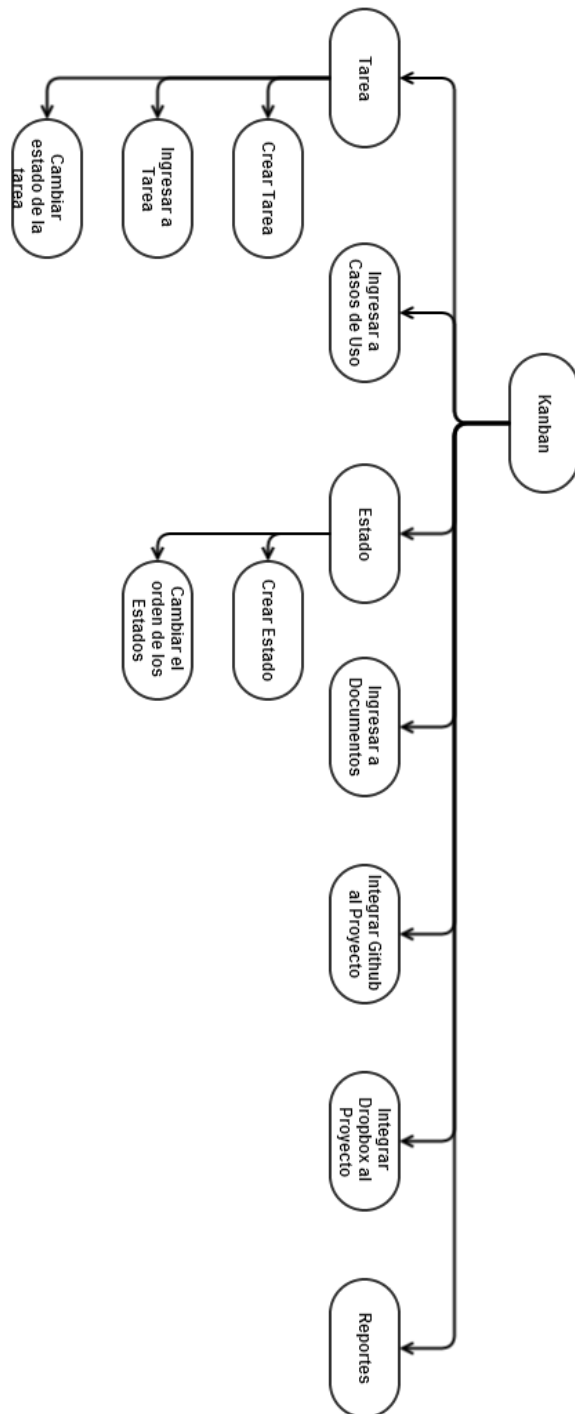 Kanban
Tarea
Ingresar a
Casos de Uso
Estado
Ingresar a
Documentos
Integrar Github
al Proyecto
Integrar
Dropbox al
Proyecto
Reportes
Crear Tarea
Ingresar a
Tarea
Cambiar
estado de la
tarea
Crear Estado
Cambiar el
orden de los
Estados